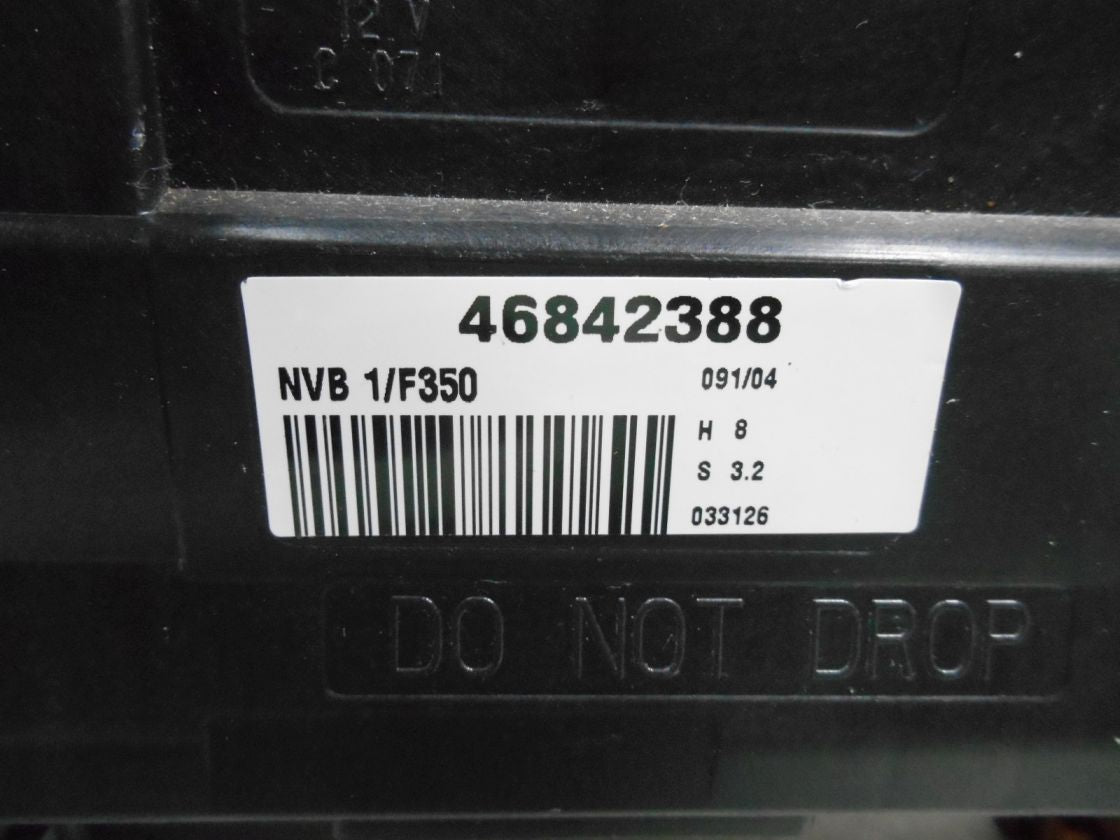 12 V
C 071
46842388
NVB 1/F350
091/04
H 8
S 3.2
033126
DO NOT DROP